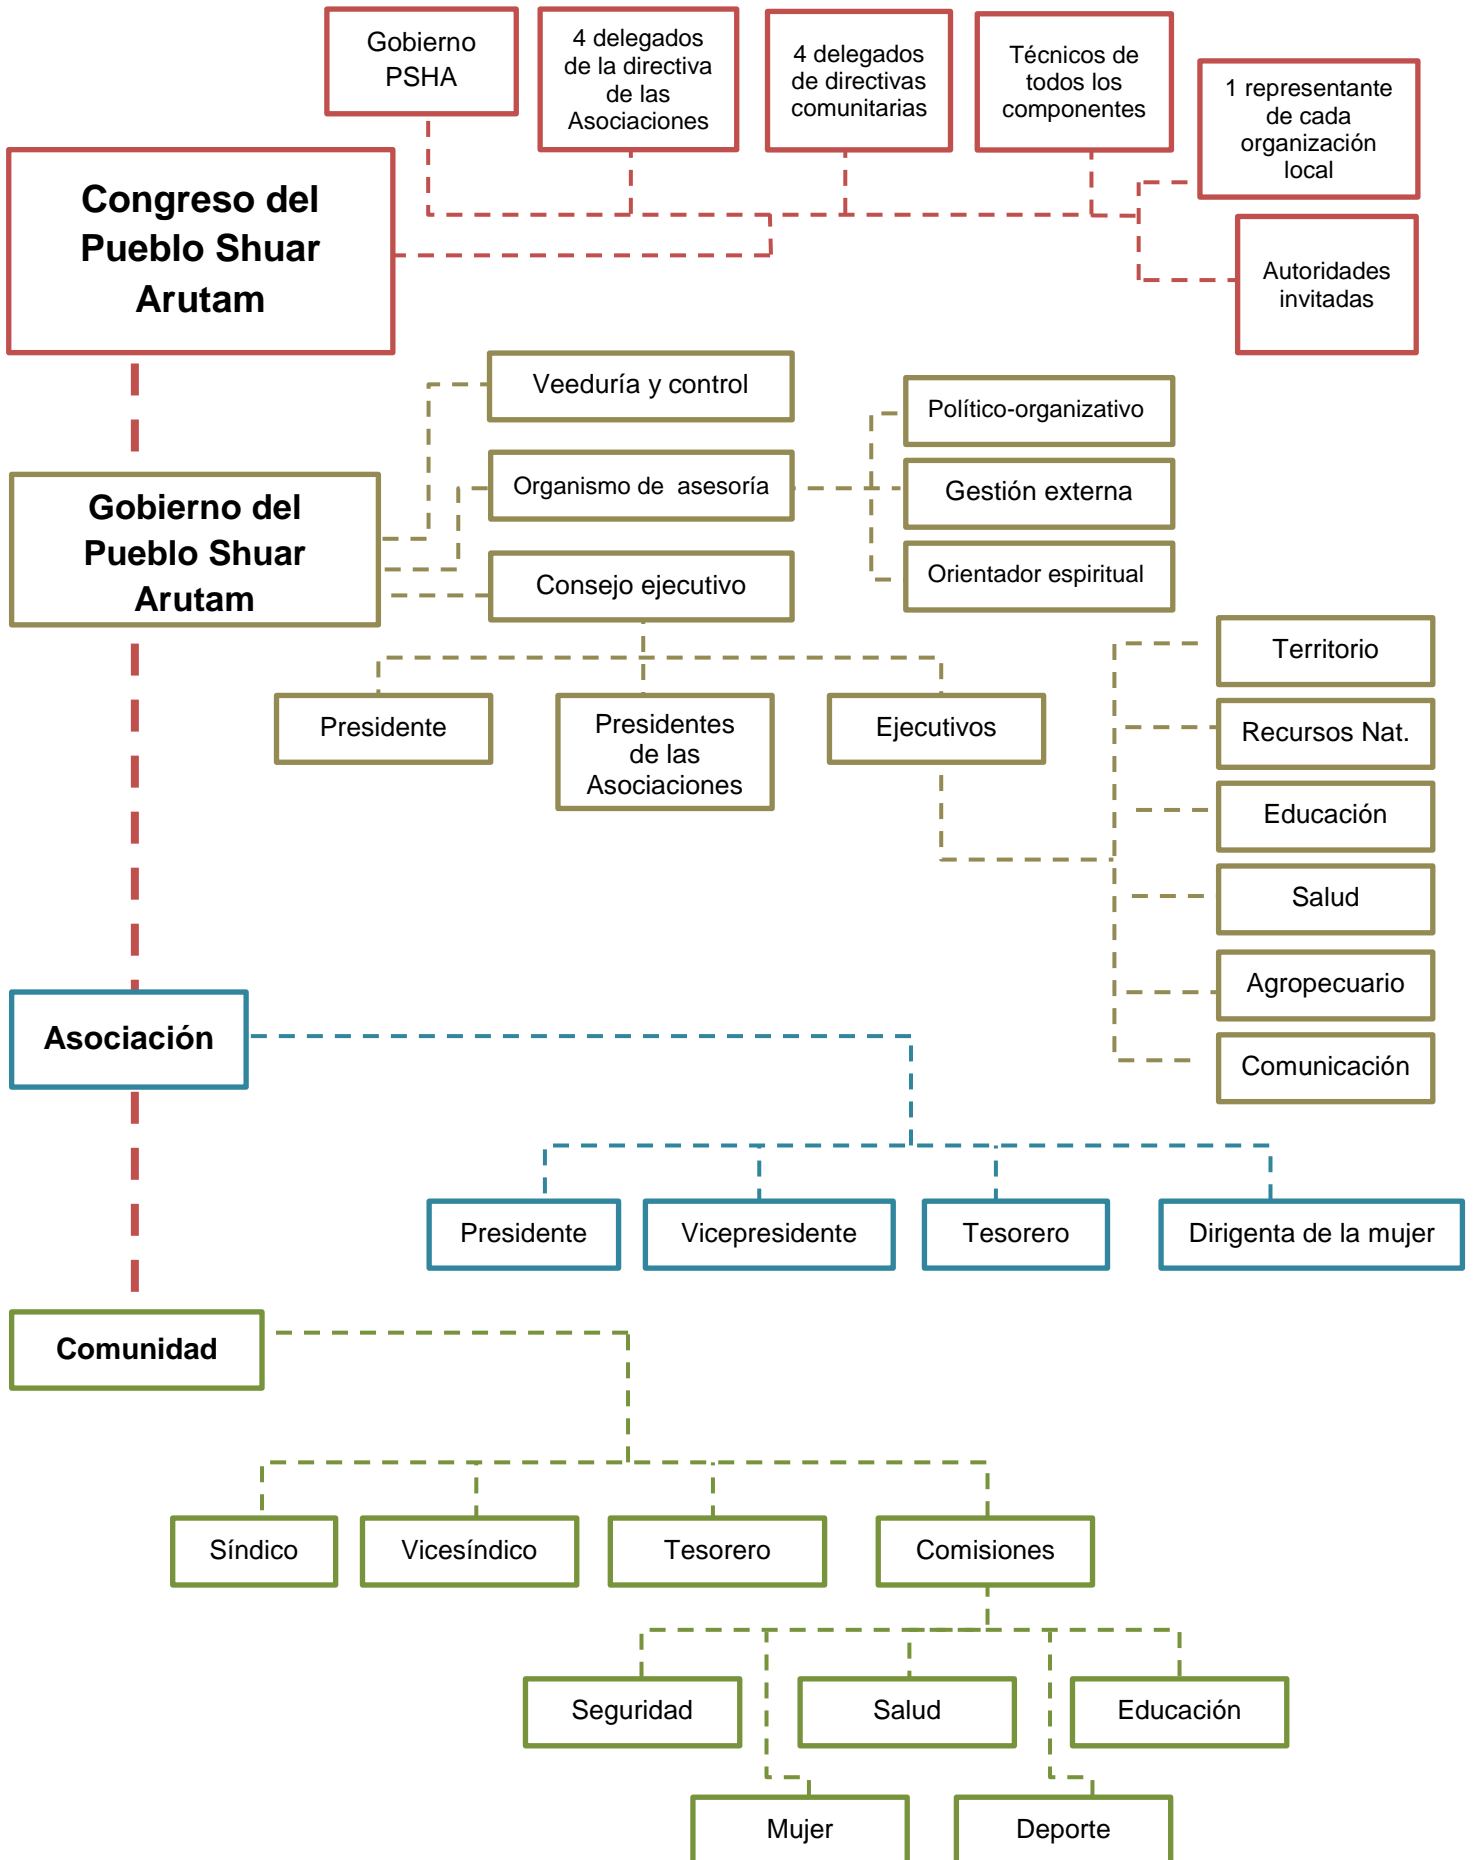 Gobierno
PSHA
4 delegados
de la directiva
de las
Asociaciones
4 delegados
de directivas
comunitarias
Técnicos de
todos los
componentes
1 representante
de cada
organización
local
Autoridades
invitadas
Congreso del
Pueblo Shuar
Arutam
Veeduría y control
Organismo de asesoría
Consejo ejecutivo
Político-organizativo
Gestión externa
Orientador espiritual
Gobierno del
Pueblo Shuar
Arutam
Presidente
Presidentes
de las
Asociaciones
Ejecutivos
Territorio
Recursos Nat.
Educación
Salud
Agropecuario
Comunicación
Asociación
Presidente
Vicepresidente
Tesorero
Dirigenta de la mujer
Comunidad
Síndico
Vicesíndico
Tesorero
Comisiones
Seguridad
Salud
Educación
Mujer
Deporte